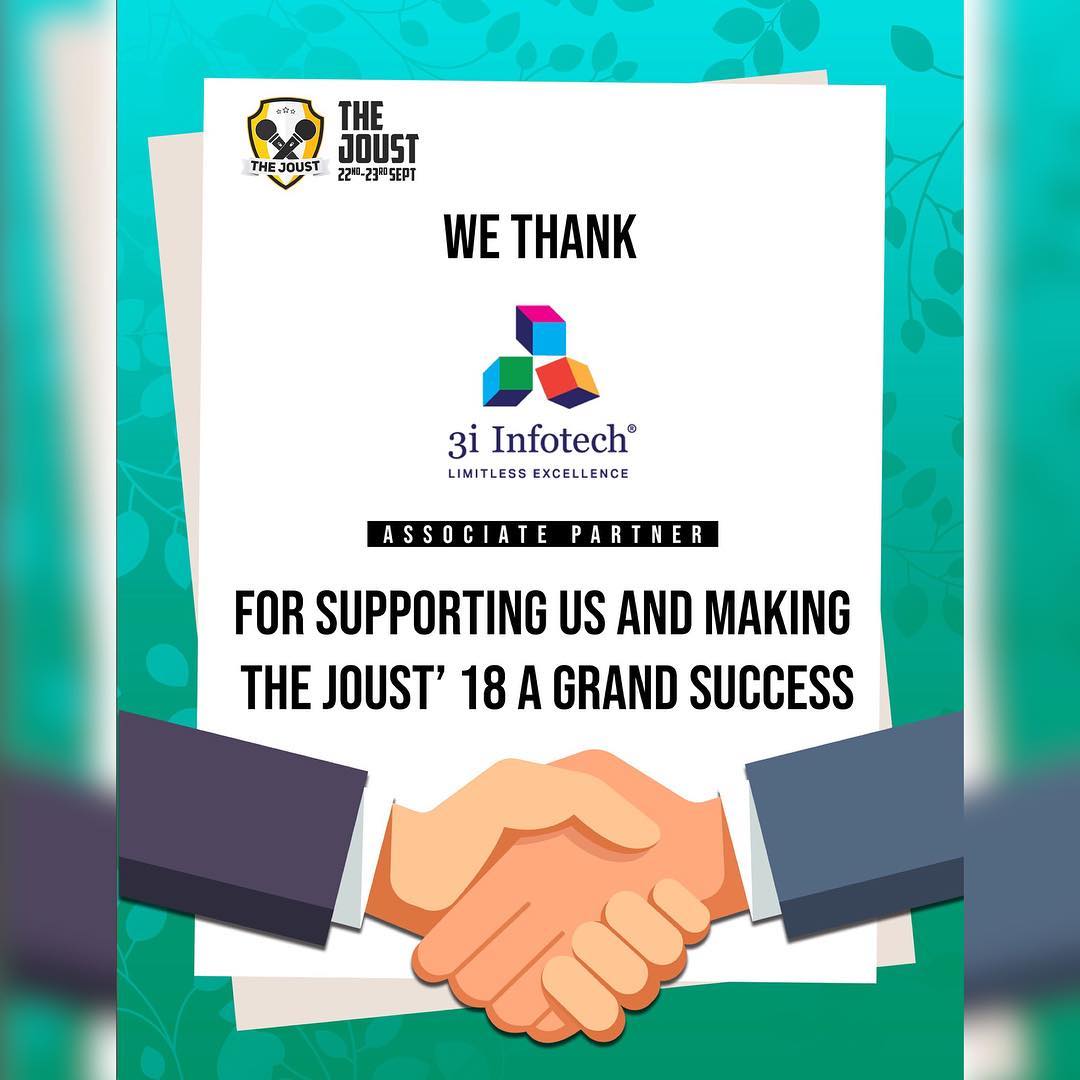 THE JOUST
THE
JOUST
22ND-23RD SEPT
WE THANK
3i Infotech®
LIMITLESS EXCELLENCE
ASSOCIATE PARTNER
FOR SUPPORTING US AND MAKING
THE JOUST’ 18 A GRAND SUCCESS